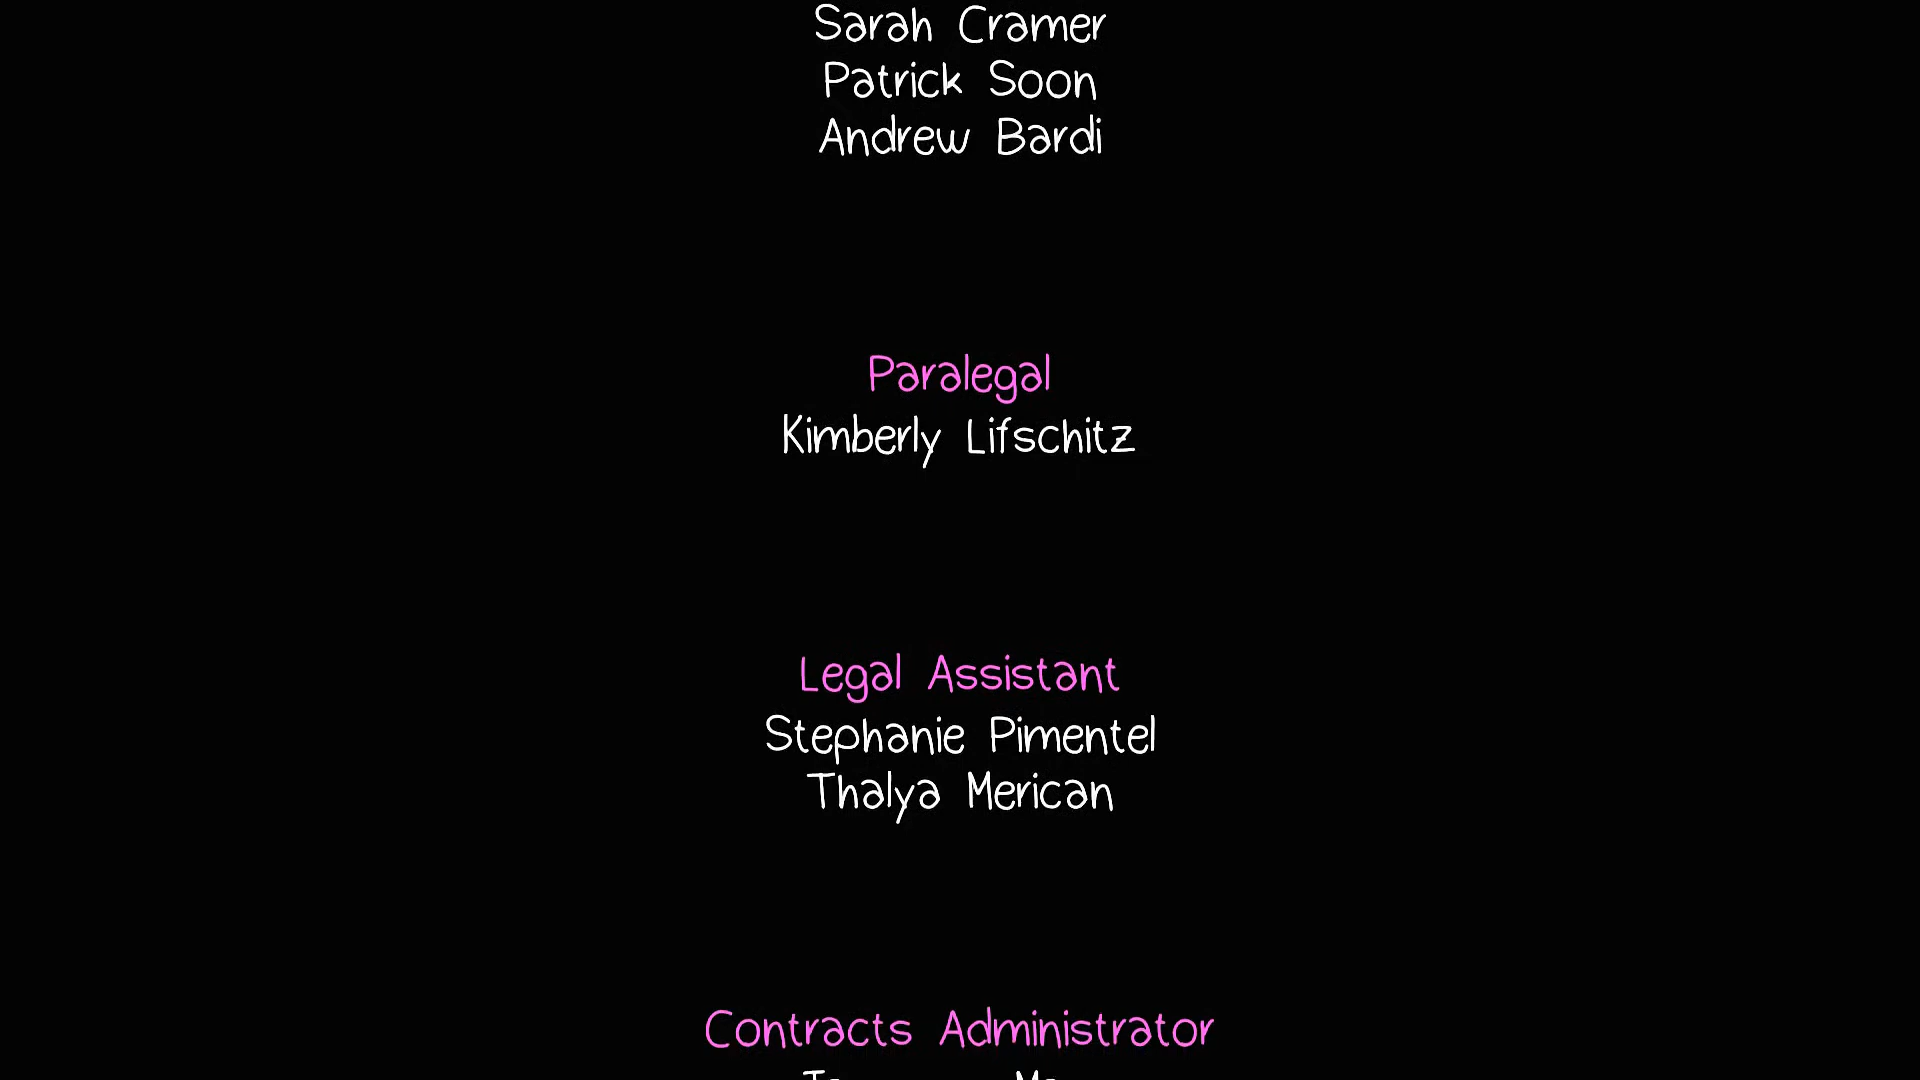 Sarah Cramer
Patrick Soon
Andrew Bardi
Paralegal
Kimberly Lifschitz
Legal Assistant
Stephanie Pimentel
Thalya Merican
Contracts Administrator